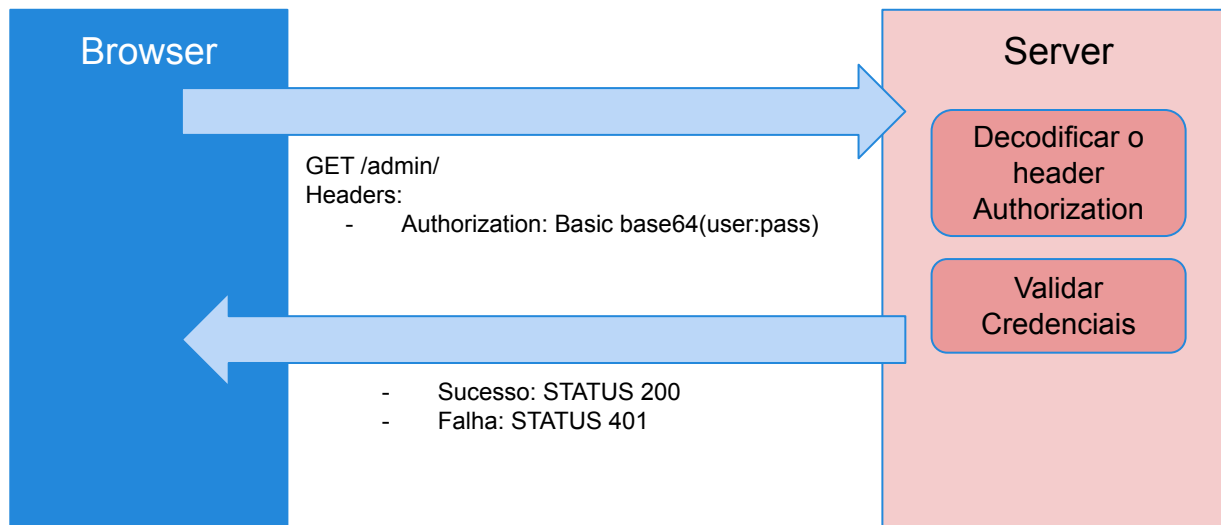 Browser
Server
GET /admin/
Headers:
- Authorization: Basic base64(user:pass)
Decodificar o
header
Authorization
Validar
Credenciais
- Sucesso: STATUS 200
- Falha: STATUS 401